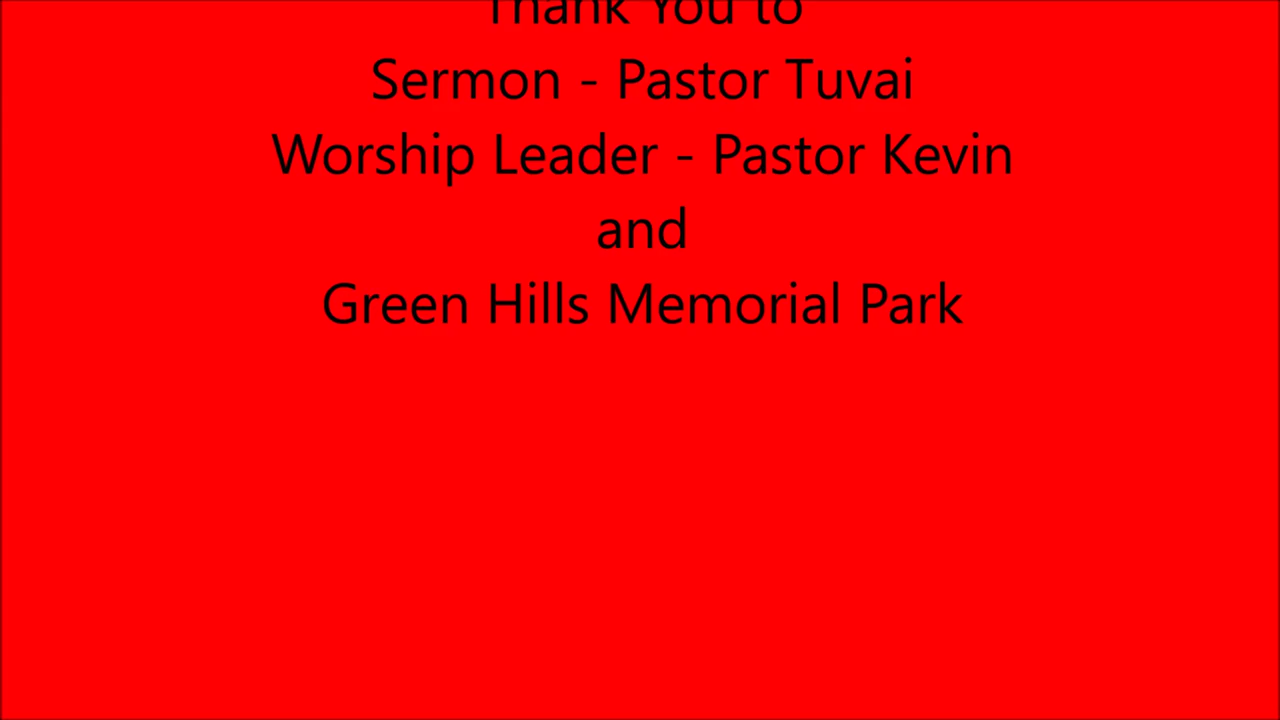 Thank You to
Sermon - Pastor Tuvai
Worship Leader - Pastor Kevin
and
Green Hills Memorial Park